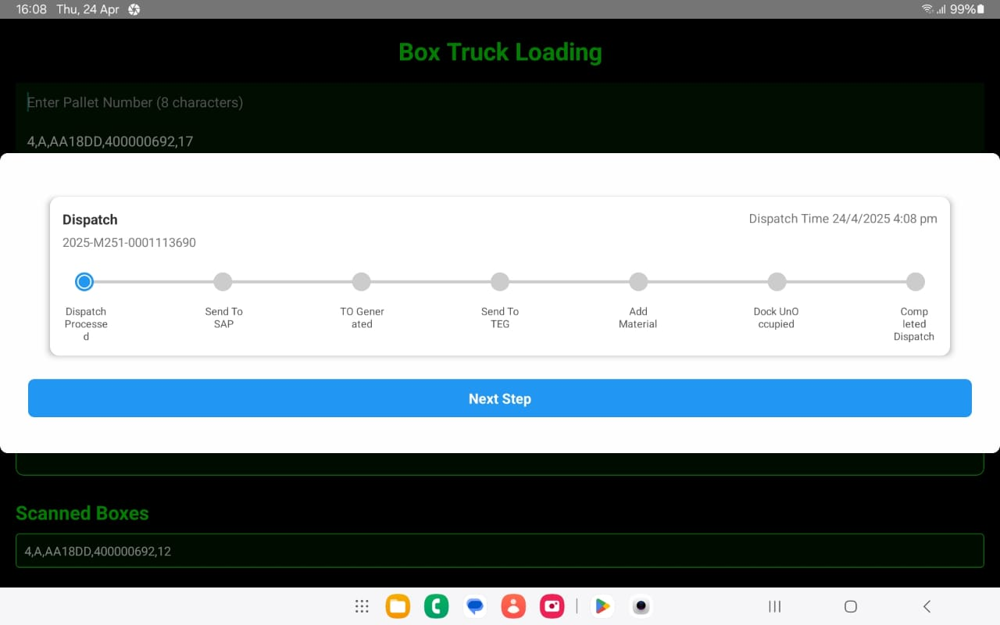 16:08 Thu, 24 Apr
99%
Box Truck Loading
Enter Pallet Number (8 characters)
4,A,AA18DD,400000692,17
Dispatch
Dispatch Time 24/4/2025 4:08 pm
2025-M251-0001113690
Dispatch
Processe
d
Send To
SAP
TO Gener
ated
Send To
TEG
Add
Material
Dock UnO
ccupied
Comp
leted
Dispatch
Next Step
Scanned Boxes
4,A,AA18DD,400000692,12